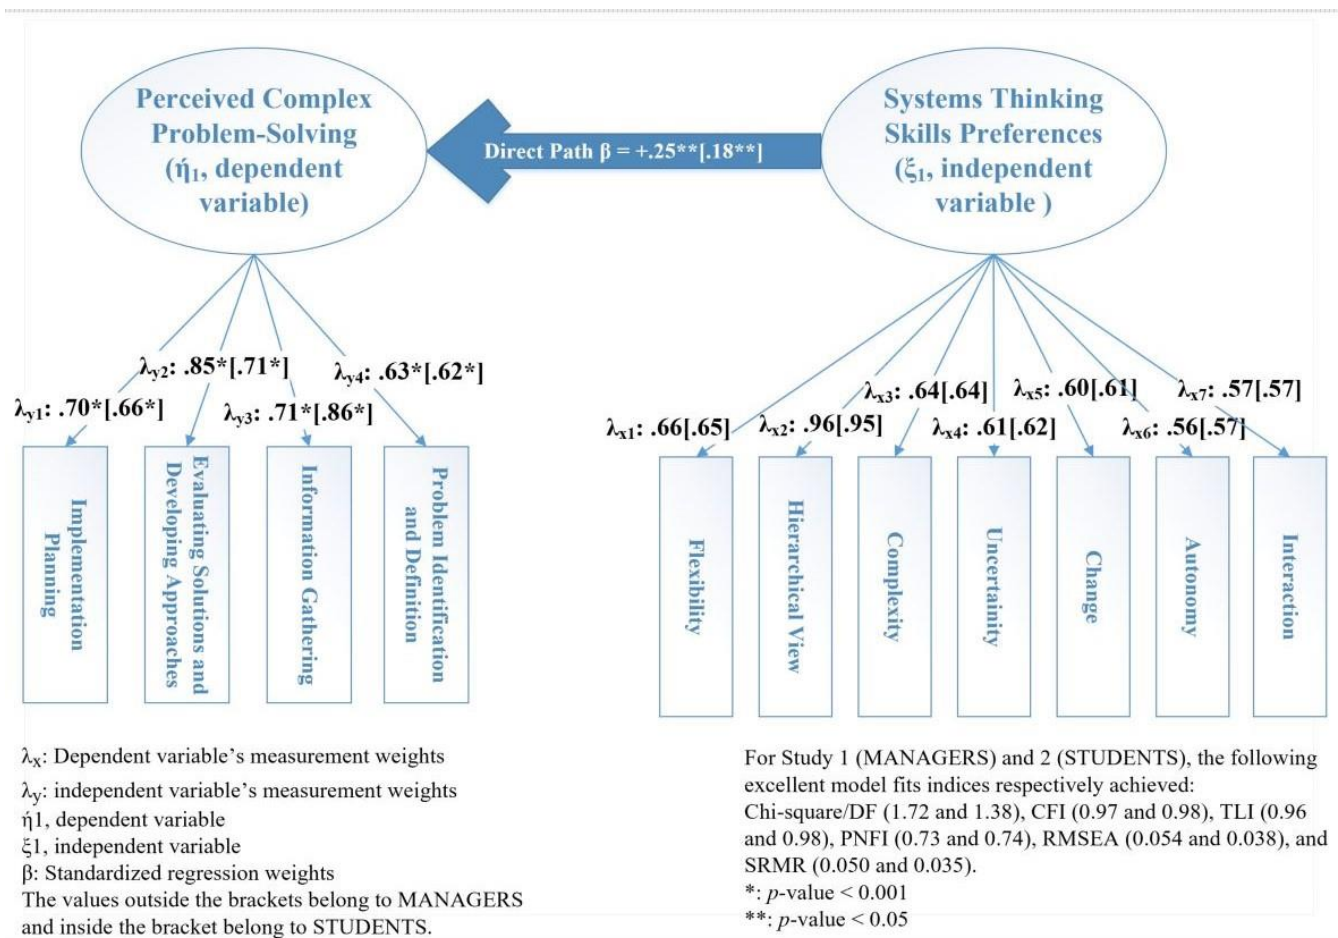 Perceived Complex
Problem-Solving
(ή₁, dependent
variable)
Direct Path β = +.25**[.18**]
Systems Thinking
Skills Preferences
(ξ₁, independent
variable )
λy1: .70*[.66*]
λy2: .85*[.71*]
λy3: .71*[.86*]
λy4: .63*[.62*]
λx1: .66[.65]
λx2: .96[.95]
λx3: .64[.64]
λx4: .61[.62]
λx5: .60[.61]
λx6: .56[.57]
λx7: .57[.57]
Implementation
Planning
Evaluating Solutions and
Developing Approaches
Information Gathering
Problem Identification
and Definition
Flexibility
Hierarchical View
Complexity
Uncertainity
Change
Autonomy
Interaction
λx: Dependent variable’s measurement weights
λy: independent variable’s measurement weights
ή1, dependent variable
ξ1, independent variable
β: Standardized regression weights
The values outside the brackets belong to MANAGERS
and inside the bracket belong to STUDENTS.
For Study 1 (MANAGERS) and 2 (STUDENTS), the following
excellent model fits indices respectively achieved:
Chi-square/DF (1.72 and 1.38), CFI (0.97 and 0.98), TLI (0.96
and 0.98), PNFI (0.73 and 0.74), RMSEA (0.054 and 0.038), and
SRMR (0.050 and 0.035).
*: p-value < 0.001
**: p-value < 0.05